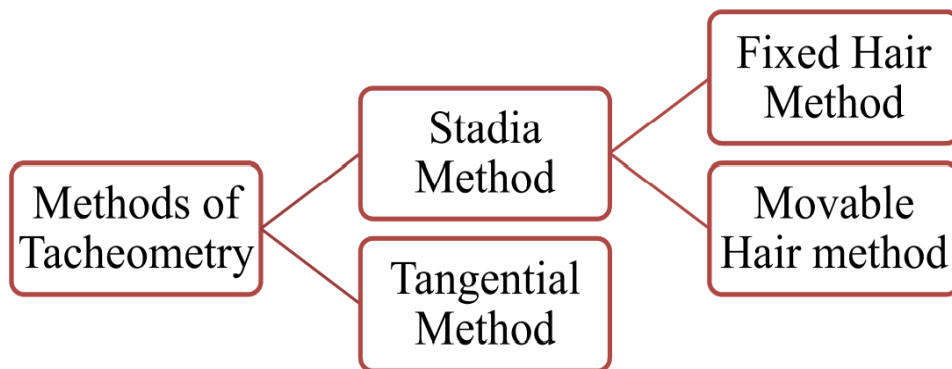 Methods of
Tacheometry
Stadia
Method
Fixed Hair
Method
Movable
Hair method
Tangential
Method